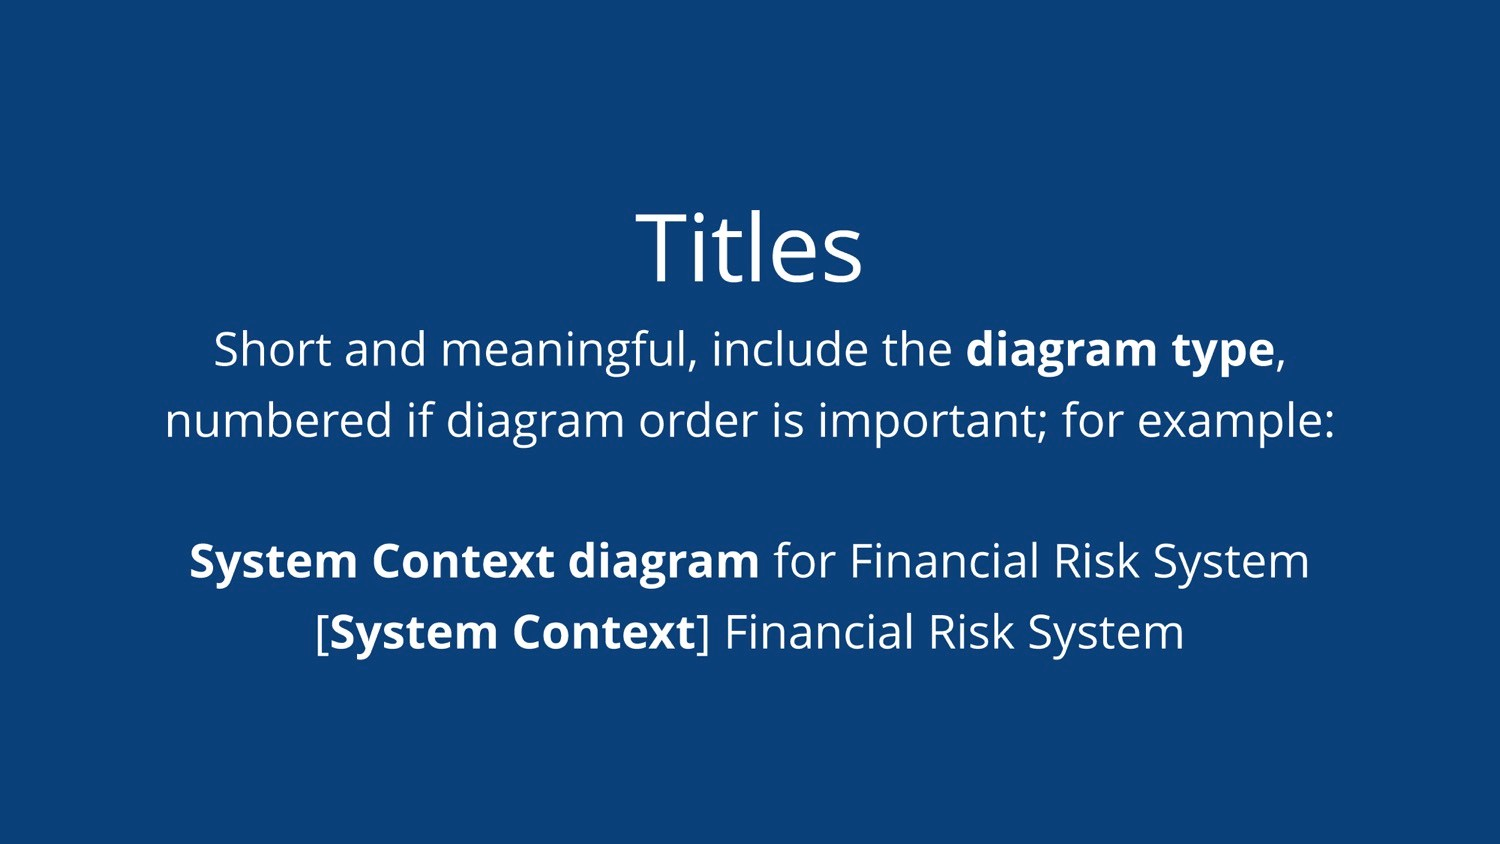 Titles
Short and meaningful, include the diagram type,
numbered if diagram order is important; for example:
System Context diagram for Financial Risk System
[System Context] Financial Risk System